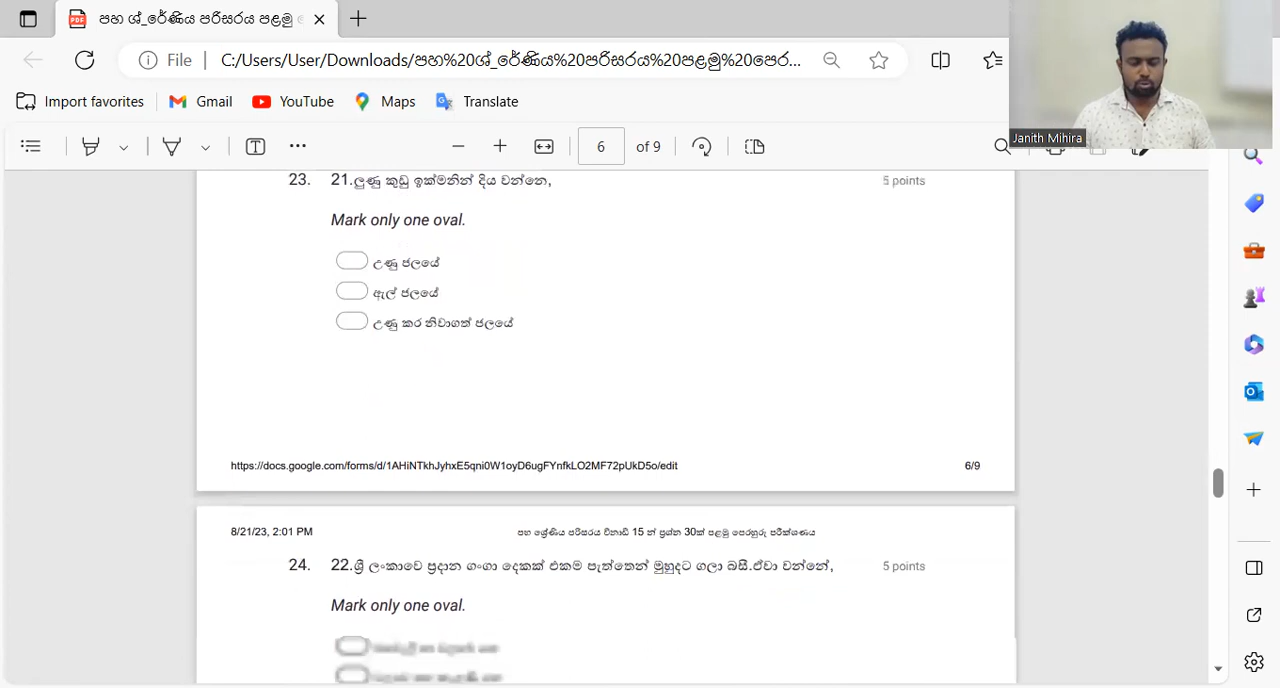 පහ ශ්_රේණිය පරිසරය පළමු
File C:/Users/User/Downloads/පහ%20ශ්_රේණිය%20පරිසරය%20පළමු%20පෙර...
Import favorites Gmail YouTube Maps Translate
Janith Mihira
6 of 9
23. 21.ලුණු කුඩු ඉක්මනින් දිය වන්නෙ, 5 points
Mark only one oval.
උණු ජලයේ
ඇල් ජලයේ
උණු කර නිවාගත් ජලයේ
https://docs.google.com/forms/d/1AHiNTkhJyhxE5qni0W1oyD6ugFYnfkLO2MF72pUkD5o/edit 6/9
8/21/23, 2:01 PM පහ ශ්‍රේණිය පරිසරය විනාඩි 15 න් ප්‍රශ්න 30ක් පළමු පෙරහුරු පරීක්ශණය
24. 22.ශ්‍රී ලංකාවෙ ප්‍රදාන ගංගා දෙකක් එකම පැත්තෙන් මුහුදට ගලා බසී.ඒවා වන්නේ, 5 points
Mark only one oval.